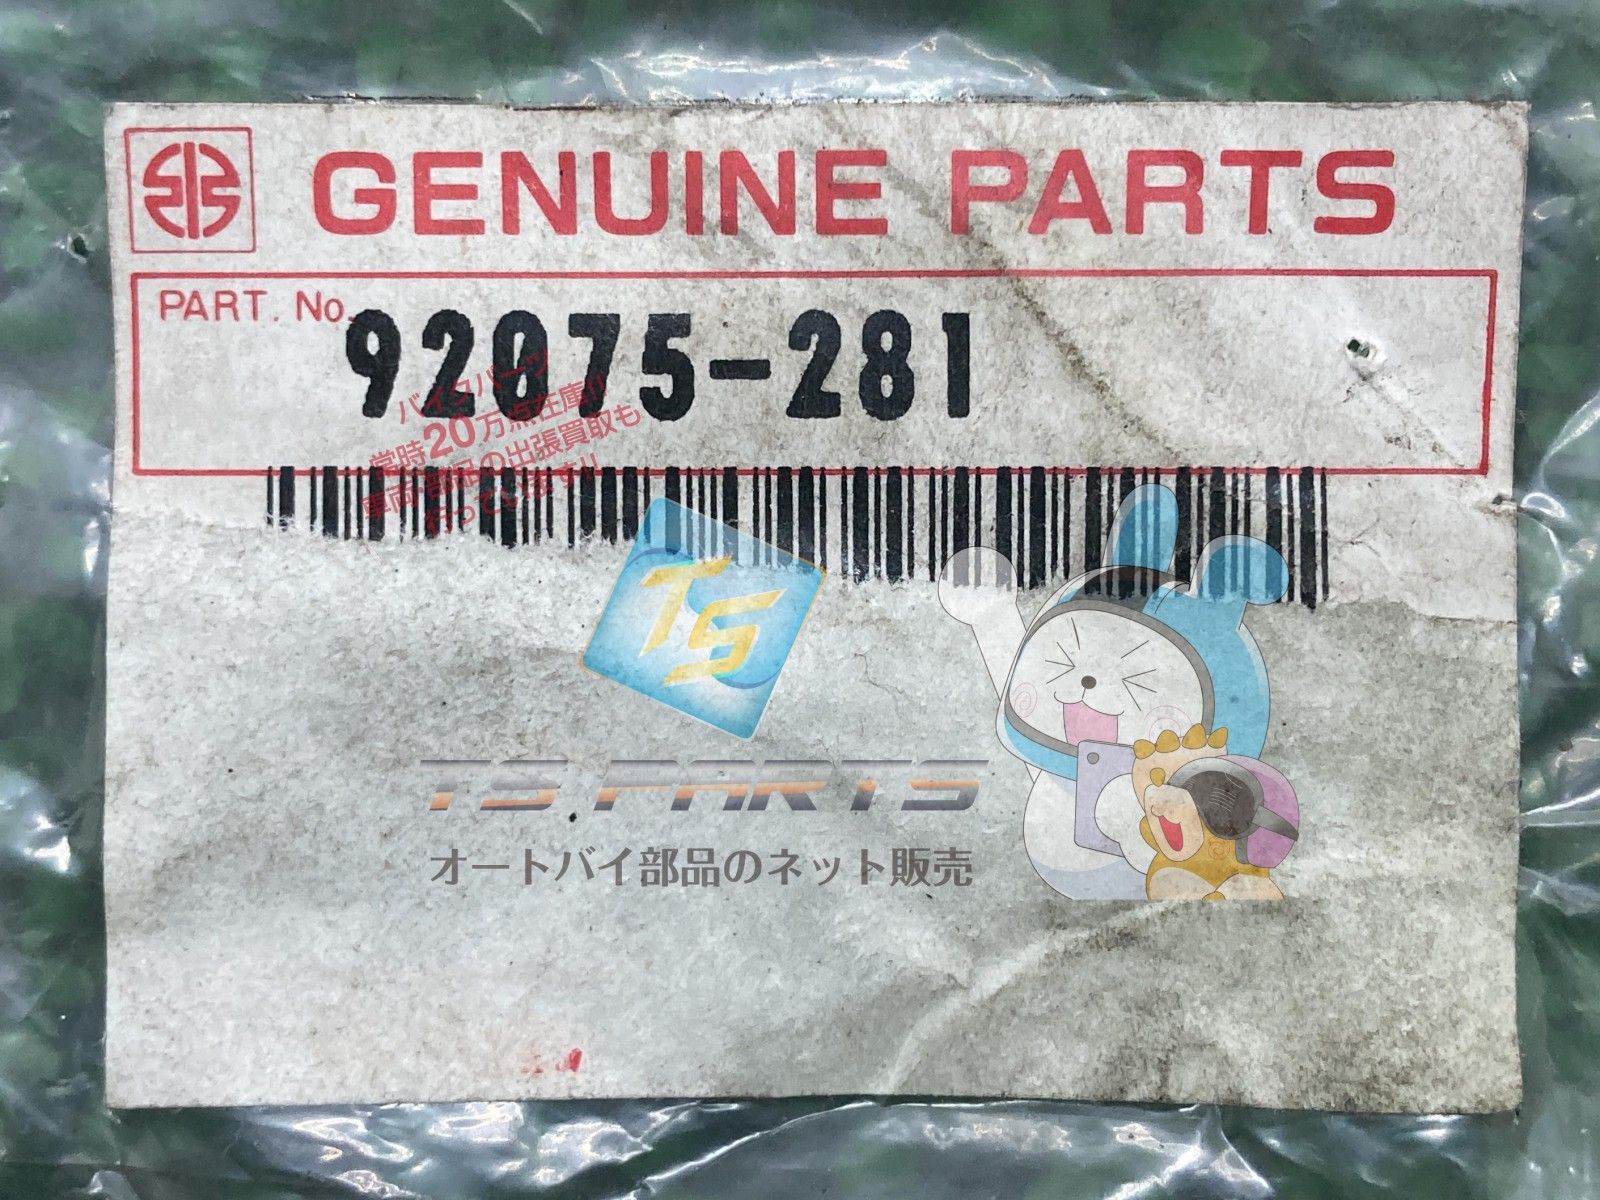 GENUINE PARTS
PART. No.
92075-281
バイクパーツ
常時20万点在庫!!
車両・部品の出張買取も
行っています!!
TS
TS PARTS
オートバイ部品のネット販売